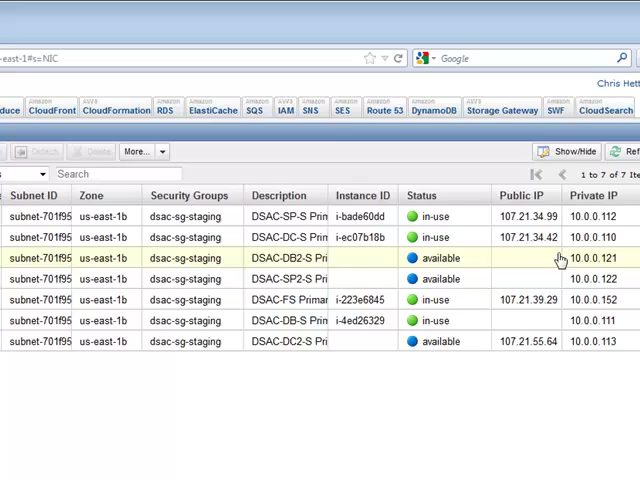 -east-1#s=NIC
Google
Chris Hett
Amazon Amazon AWS Amazon Amazon Amazon AWS Amazon Amazon Amazon Amazon AWS Amazon Amazon
duce CloudFront CloudFormation RDS ElastiCache SQS IAM SNS SES Route 53 DynamoDB Storage Gateway SWF CloudSearch
Detach Delete More... Show/Hide Ref
s Search 1 to 7 of 7 Ite
Subnet ID Zone Security Groups Description Instance ID Status Public IP Private IP
subnet-701f95 us-east-1b dsac-sg-staging DSAC-SP-S Prim i-bade60dd in-use 107.21.34.99 10.0.0.112
subnet-701f95 us-east-1b dsac-sg-staging DSAC-DC-S Prim i-ec07b18b in-use 107.21.34.42 10.0.0.110
subnet-701f95 us-east-1b dsac-sg-staging DSAC-DB2-S Pri available 10.0.0.121
subnet-701f95 us-east-1b dsac-sg-staging DSAC-SP2-S Pri available 10.0.0.122
subnet-701f95 us-east-1b dsac-sg-staging DSAC-FS Primar i-223e6845 in-use 107.21.39.29 10.0.0.152
subnet-701f95 us-east-1b dsac-sg-staging DSAC-DB-S Prim i-4ed26329 in-use 10.0.0.111
subnet-701f95 us-east-1b dsac-sg-staging DSAC-DC2-S Pri available 107.21.55.64 10.0.0.113